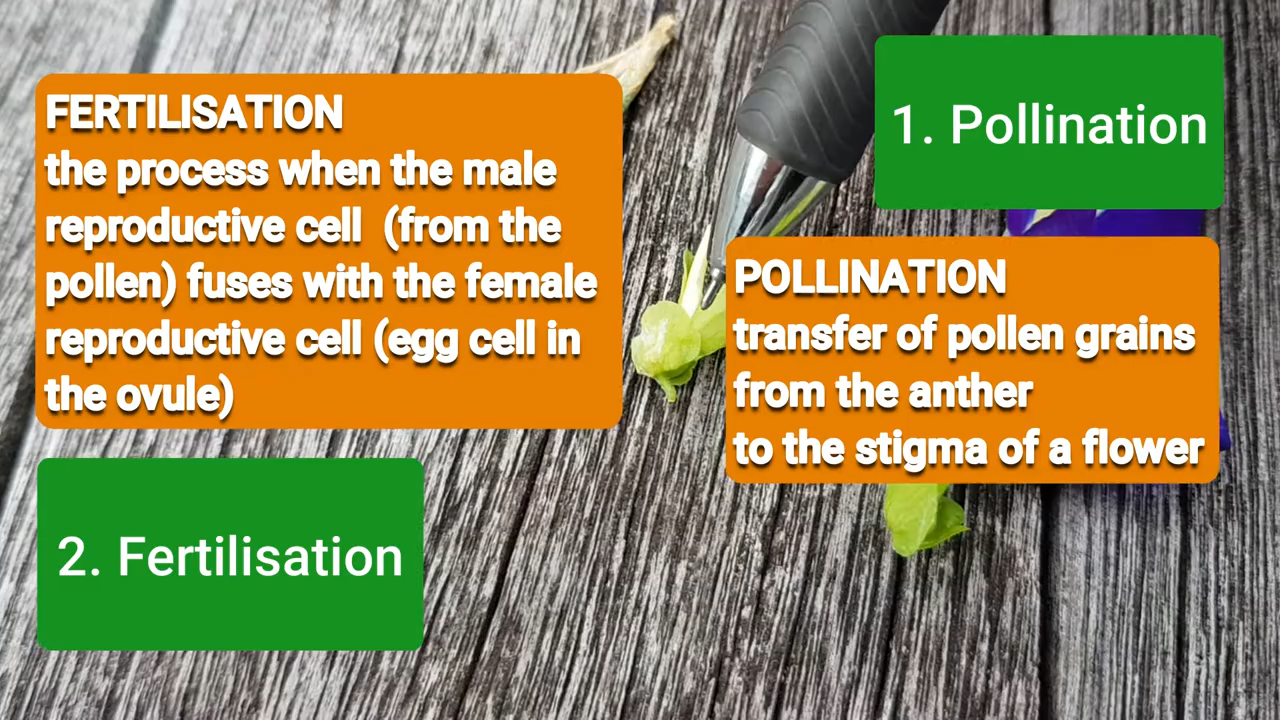 FERTILISATION
the process when the male
reproductive cell (from the
pollen) fuses with the female
reproductive cell (egg cell in
the ovule)
1. Pollination
POLLINATION
transfer of pollen grains
from the anther
to the stigma of a flower
2. Fertilisation